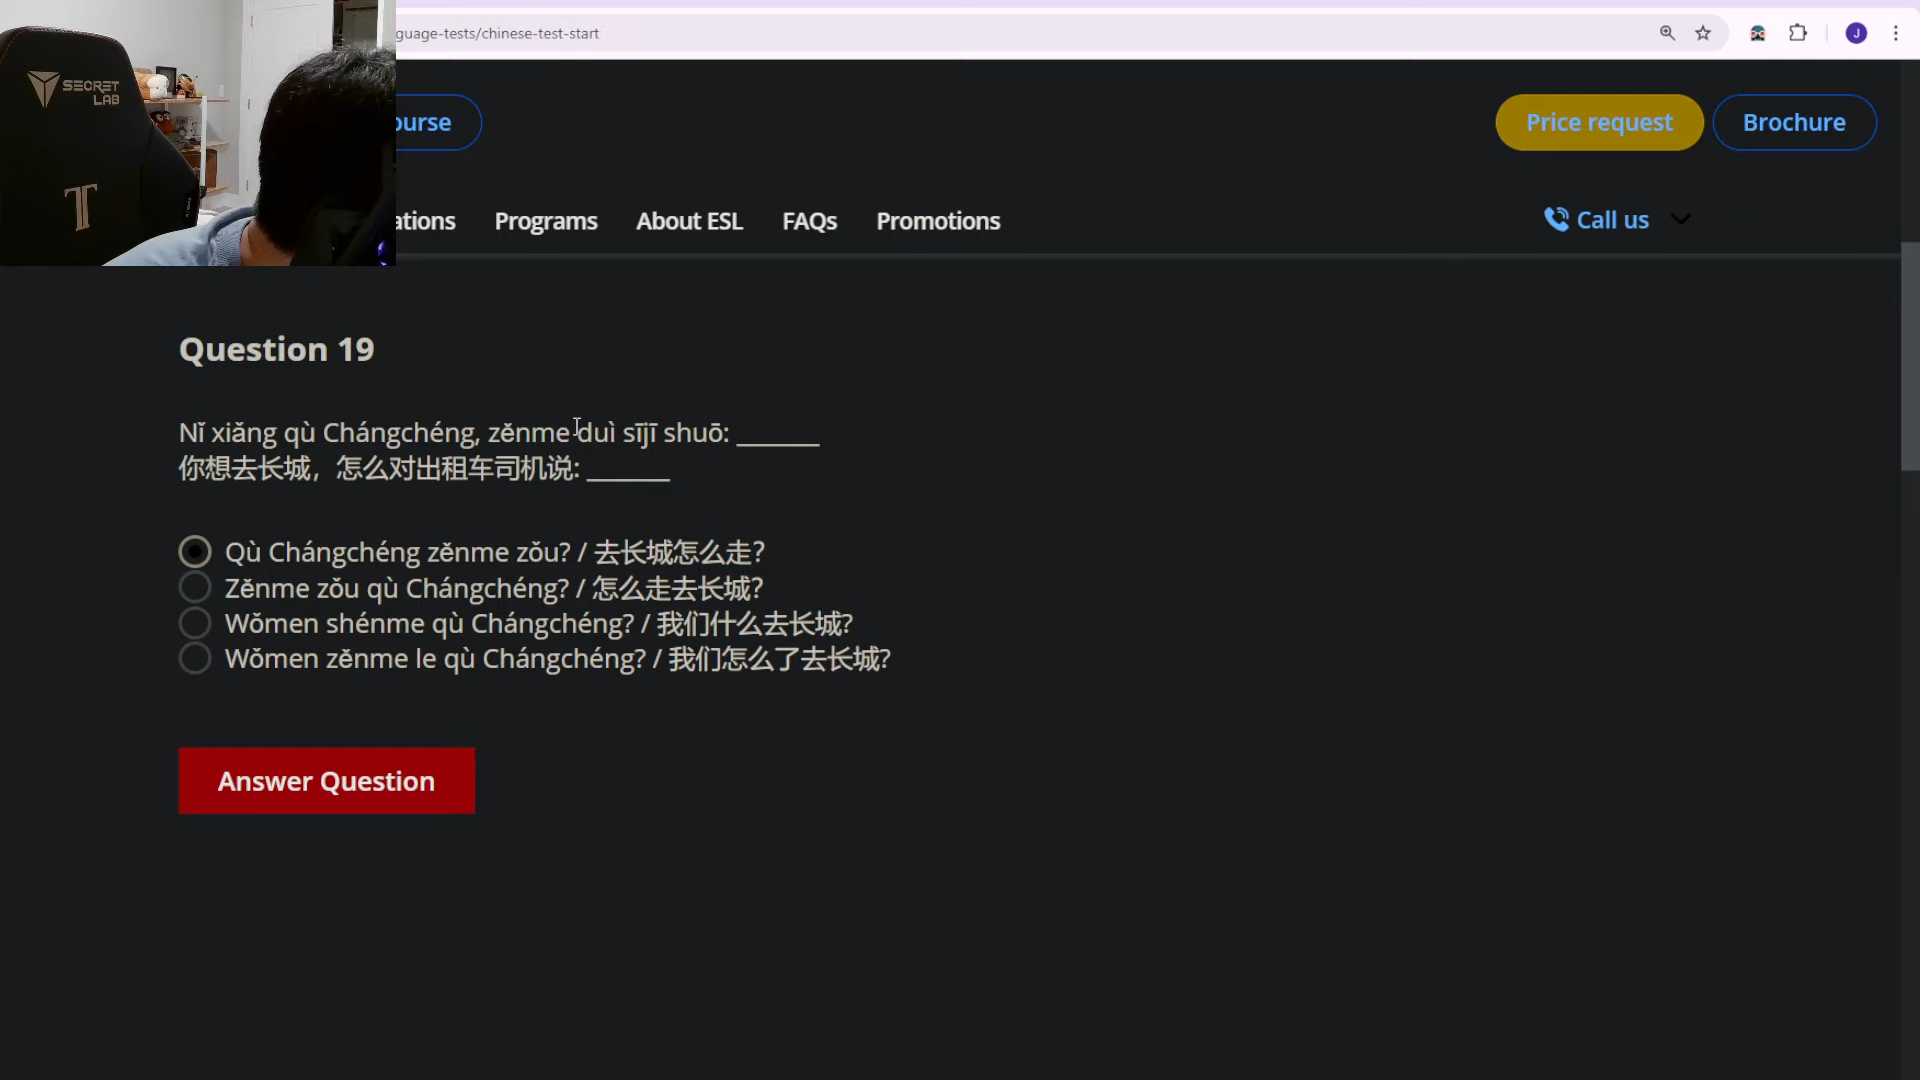 guage-tests/chinese-test-start
J
SECRET
LAB
ourse
Price request
Brochure
ations
Programs
About ESL
FAQs
Promotions
Call us
Question 19
Nǐ xiǎng qù Chángchéng, zěnme duì sījī shuō: _______
你想去长城，怎么对出租车司机说: _______
Qù Chángchéng zěnme zǒu? / 去长城怎么走?
Zěnme zǒu qù Chángchéng? / 怎么走去长城?
Wǒmen shénme qù Chángchéng? / 我们什么去长城?
Wǒmen zěnme le qù Chángchéng? / 我们怎么了去长城?
Answer Question